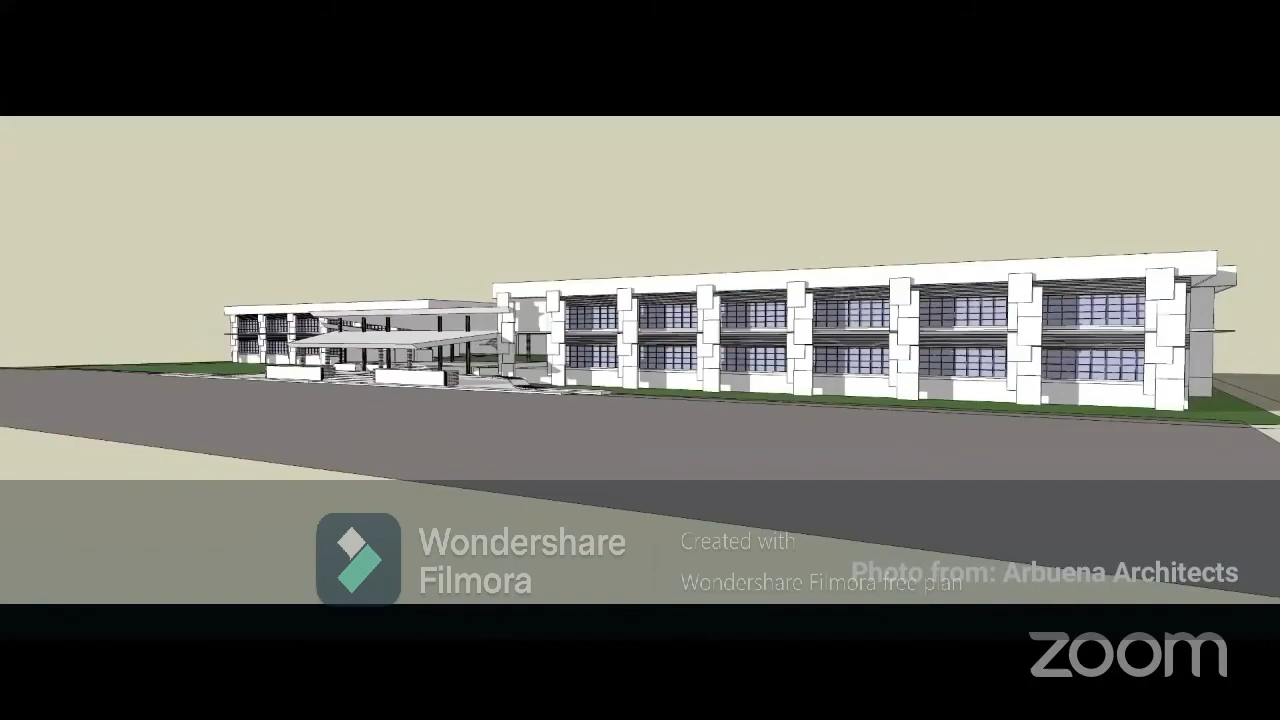 Wondershare
Filmora
Created with
Wondershare Filmora free plan
Photo from: Arbuena Architects
zoom